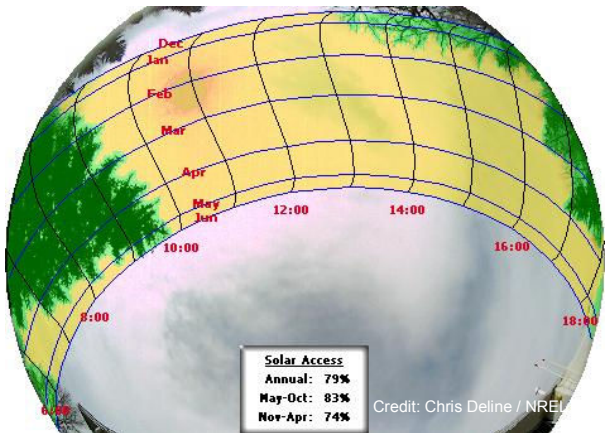 Dec
Jan
Feb
Mar
Apr
May
Jun
12:00
14:00
10:00
16:00
8:00
18:00
6:00
Solar Access
Annual: 79%
May-Oct: 83%
Nov-Apr: 74%
Credit: Chris Deline / NREL